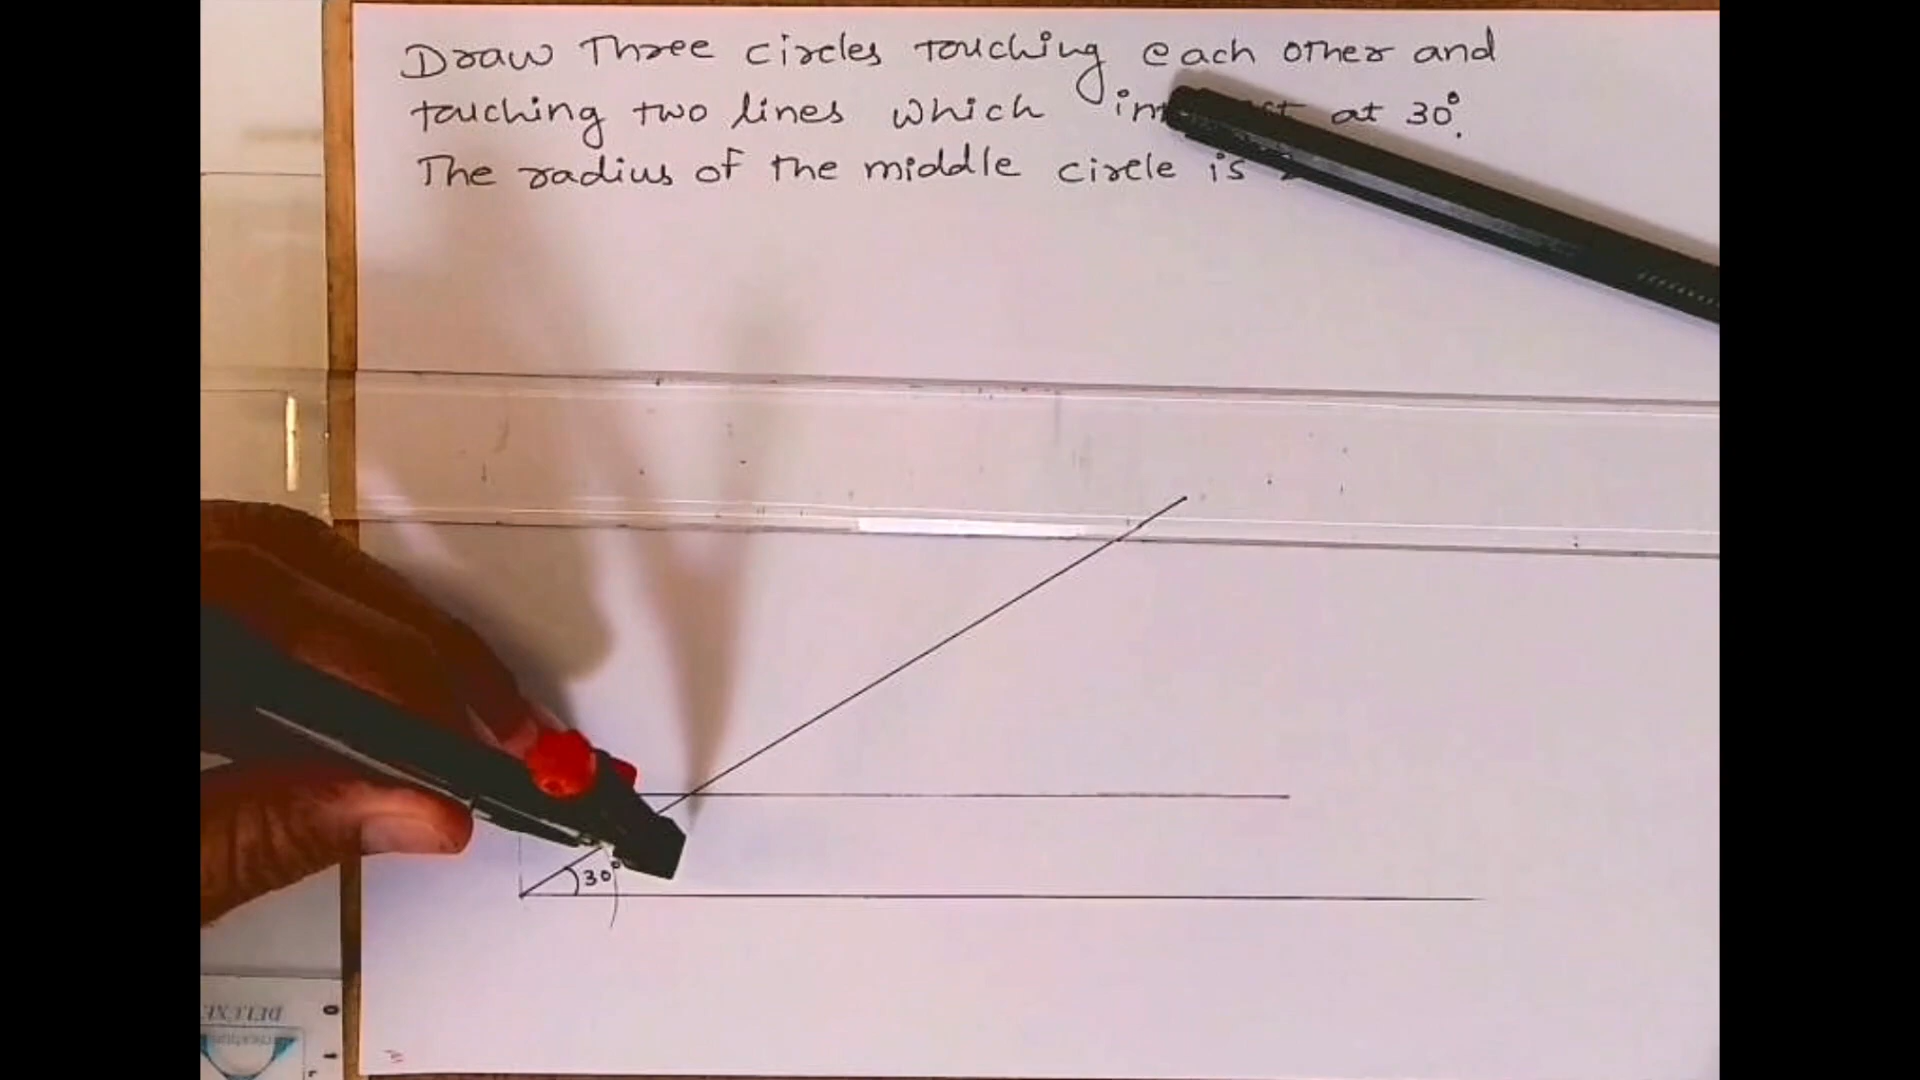 Draw Three circles touching each other and
touching two lines which at 30°.
The radius of the middle circle is
30°
DELUXE